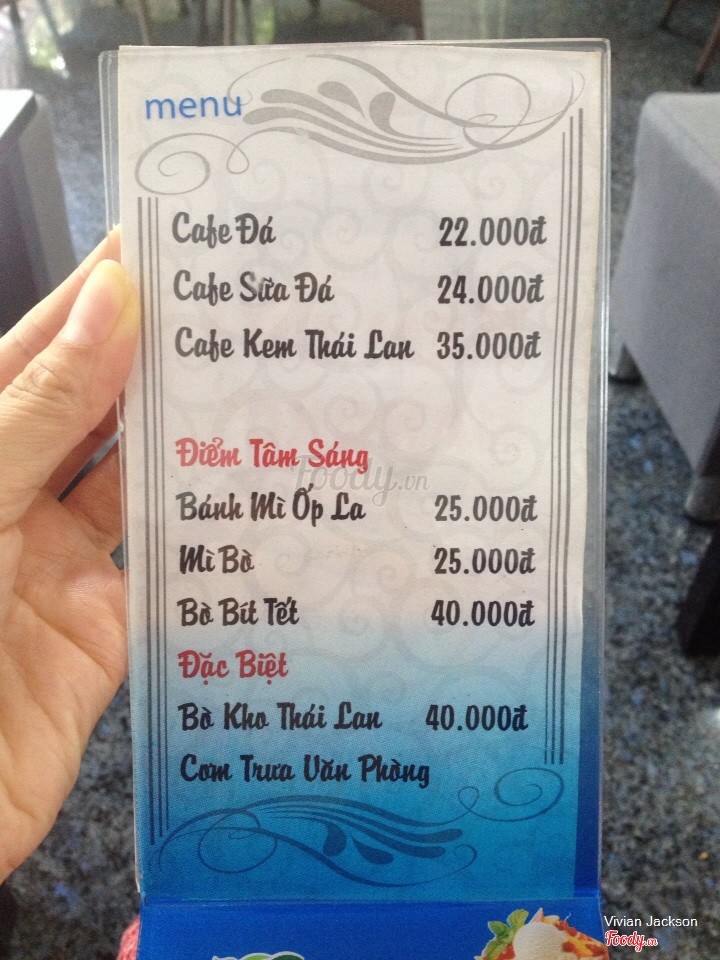 menu
Cafe Đá 22.000đ
Cafe Sữa Đá 24.000đ
Cafe Kem Thái Lan 35.000đ
Điểm Tâm Sáng
Foody.vn
Bánh Mì Ốp La 25.000đ
Mì Bò 25.000đ
Bò Bít Tết 40.000đ
Đặc Biệt
Bò Kho Thái Lan 40.000đ
Cơm Trưa Văn Phòng
Vivian Jackson
Foody.vn